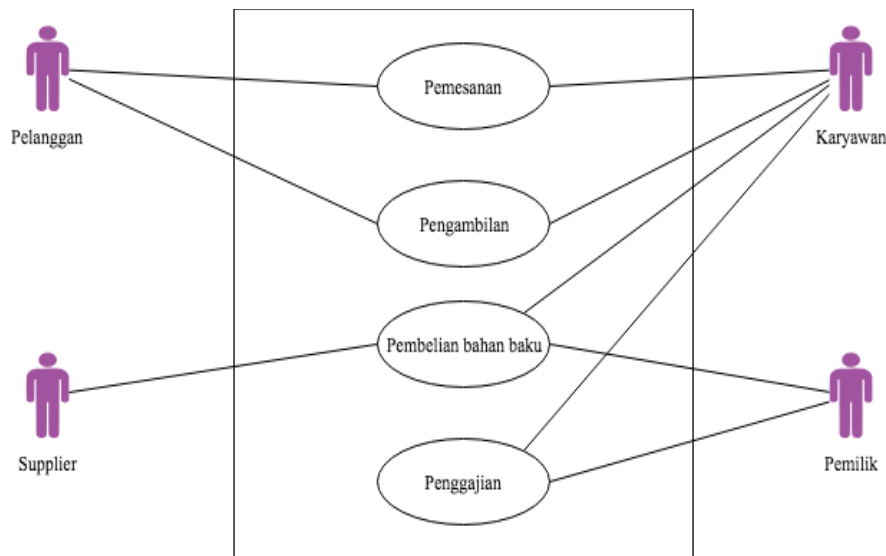 Pemesanan
Pelanggan
Karyawan
Pengambilan
Pembelian bahan baku
Supplier
Pemilik
Penggajian